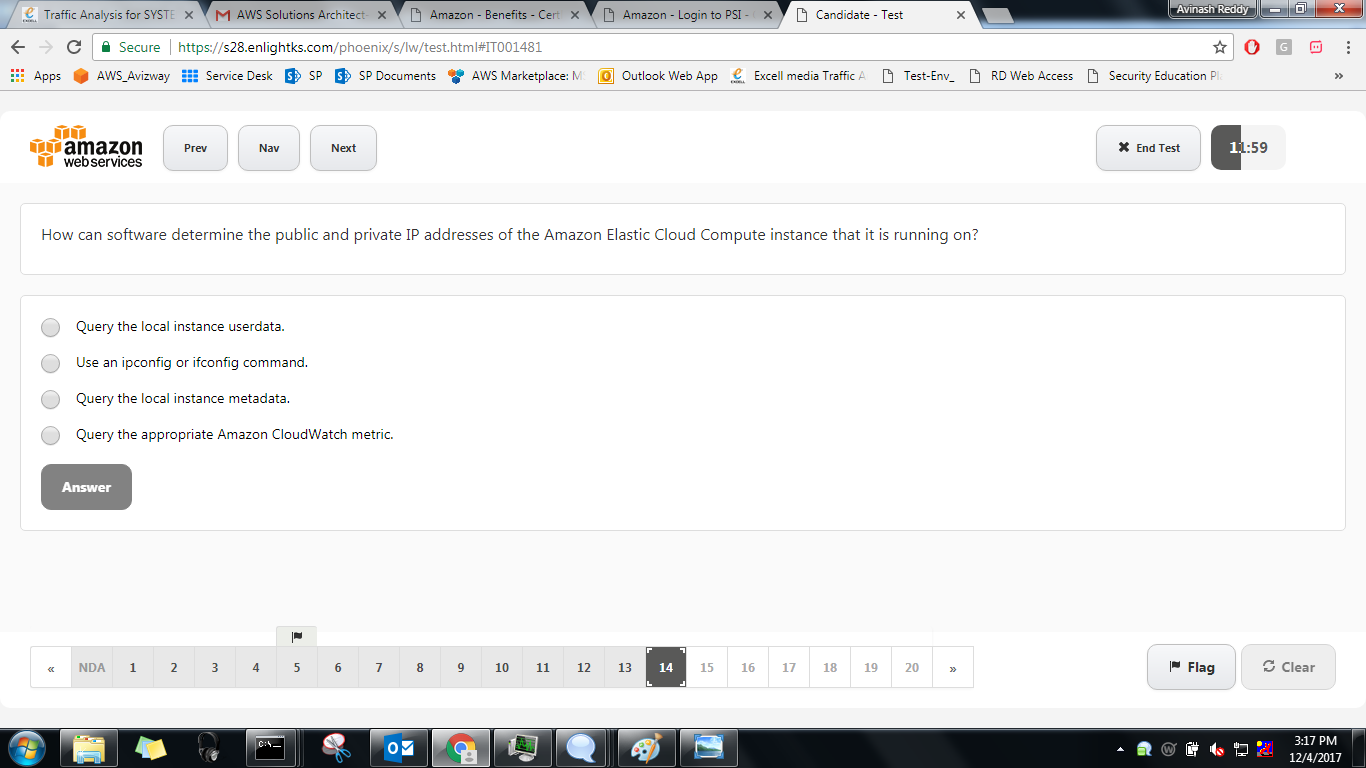 Traffic Analysis for SYSTE
AWS Solutions Architect-
Amazon - Benefits - Cert
Amazon - Login to PSI -
Candidate - Test
Avinash Reddy
Secure
https://s28.enlightks.com/phoenix/s/lw/test.html#IT001481
Apps
AWS_Avizway
Service Desk
SP
SP Documents
AWS Marketplace: M
Outlook Web App
Excell media Traffic A
Test-Env_
RD Web Access
Security Education Pl
»
amazon
webservices
Prev
Nav
Next
End Test
11:59
How can software determine the public and private IP addresses of the Amazon Elastic Cloud Compute instance that it is running on?
Query the local instance userdata.
Use an ipconfig or ifconfig command.
Query the local instance metadata.
Query the appropriate Amazon CloudWatch metric.
Answer
« NDA 1 2 3 4 5 6 7 8 9 10 11 12 13 14 15 16 17 18 19 20 »
Flag
Clear
3:17 PM
12/4/2017